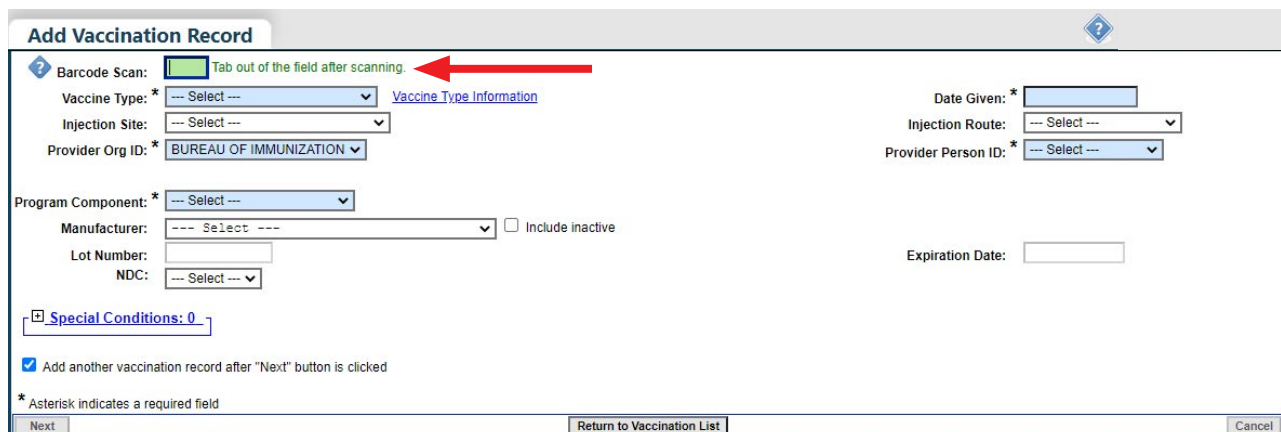 Add Vaccination Record
Barcode Scan: Tab out of the field after scanning.
Vaccine Type: * --- Select --- Vaccine Type Information Date Given: *
Injection Site: --- Select --- Injection Route: --- Select ---
Provider Org ID: * BUREAU OF IMMUNIZATION Provider Person ID: * --- Select ---
Program Component: * --- Select ---
Manufacturer: --- Select --- Include inactive
Lot Number: Expiration Date:
NDC: --- Select ---
Special Conditions: 0
Add another vaccination record after "Next" button is clicked
* Asterisk indicates a required field
Next Return to Vaccination List Cancel